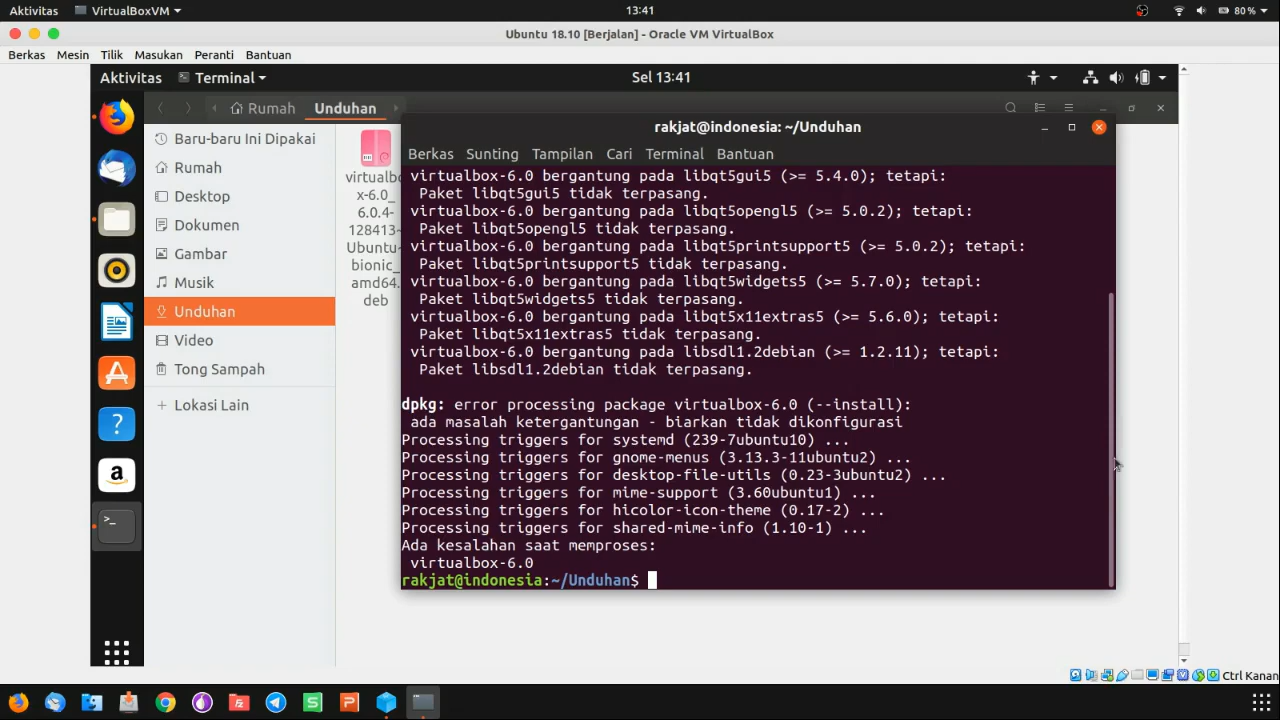 Aktivitas VirtualBoxVM 13:41 80 %
Ubuntu 18.10 [Berjalan] - Oracle VM VirtualBox
Berkas Mesin Tilik Masukan Peranti Bantuan
Aktivitas Terminal Sel 13:41
Rumah Unduhan
Baru-baru Ini Dipakai
Rumah
Desktop
Dokumen
Gambar
Musik
Unduhan
Video
Tong Sampah
Lokasi Lain
virtualbo
x-6.0_
6.0.4-
128413~
Ubuntu~
bionic_
amd64.
deb
rakjat@indonesia: ~/Unduhan
Berkas Sunting Tampilan Cari Terminal Bantuan
virtualbox-6.0 bergantung pada libqt5gui5 (>= 5.4.0); tetapi:
Paket libqt5gui5 tidak terpasang.
virtualbox-6.0 bergantung pada libqt5opengl5 (>= 5.0.2); tetapi:
Paket libqt5opengl5 tidak terpasang.
virtualbox-6.0 bergantung pada libqt5printsupport5 (>= 5.0.2); tetapi:
Paket libqt5printsupport5 tidak terpasang.
virtualbox-6.0 bergantung pada libqt5widgets5 (>= 5.7.0); tetapi:
Paket libqt5widgets5 tidak terpasang.
virtualbox-6.0 bergantung pada libqt5x11extras5 (>= 5.6.0); tetapi:
Paket libqt5x11extras5 tidak terpasang.
virtualbox-6.0 bergantung pada libsdl1.2debian (>= 1.2.11); tetapi:
Paket libsdl1.2debian tidak terpasang.
dpkg: error processing package virtualbox-6.0 (--install):
ada masalah ketergantungan - biarkan tidak dikonfigurasi
Processing triggers for systemd (239-7ubuntu10) ...
Processing triggers for gnome-menus (3.13.3-11ubuntu2) ...
Processing triggers for desktop-file-utils (0.23-3ubuntu2) ...
Processing triggers for mime-support (3.60ubuntu1) ...
Processing triggers for hicolor-icon-theme (0.17-2) ...
Processing triggers for shared-mime-info (1.10-1) ...
Ada kesalahan saat memproses:
virtualbox-6.0
rakjat@indonesia:~/Unduhan$
Ctrl Kanan